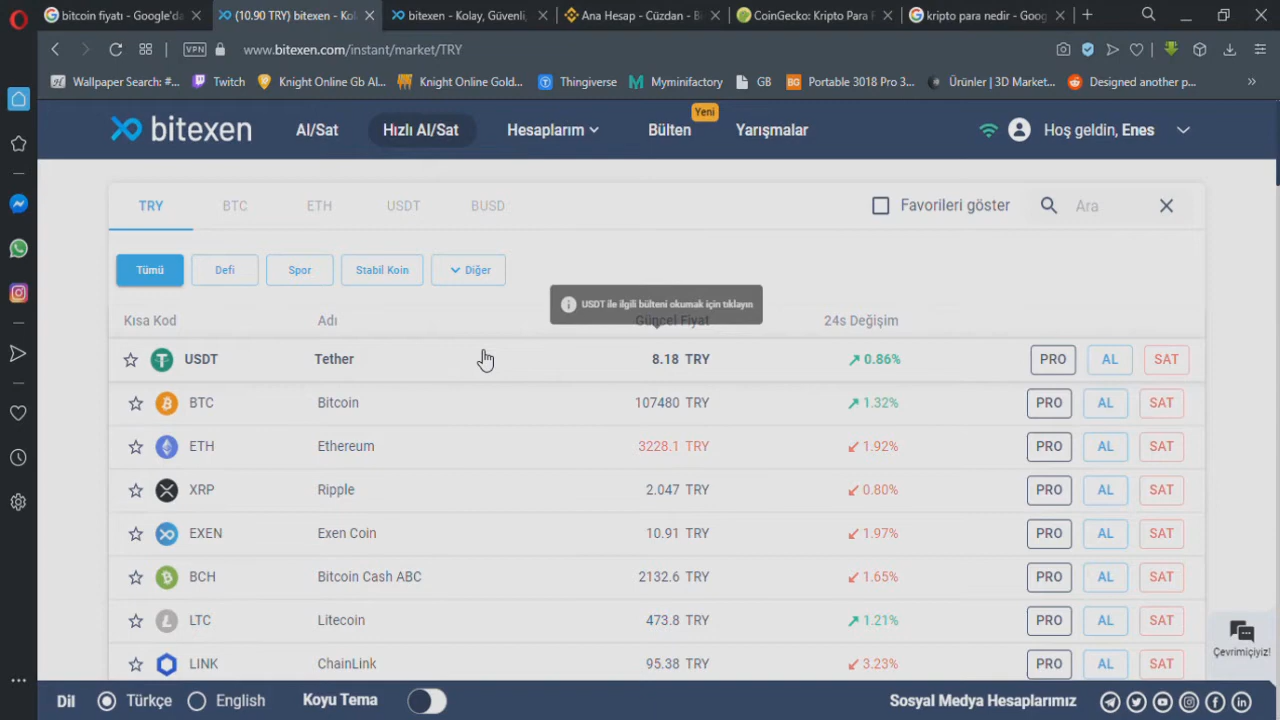 bitcoin fiyatı - Google'da
(10.90 TRY) bitexen - Kol
bitexen - Kolay, Güvenli,
Ana Hesap - Cüzdan - B
CoinGecko: Kripto Para F
kripto para nedir - Goog
VPN www.bitexen.com/instant/market/TRY
Wallpaper Search: #...
Twitch
Knight Online Gb Al...
Knight Online Gold...
Thingiverse
Myminifactory
GB
Portable 3018 Pro 3...
Ürünler | 3D Market...
Designed another p...
bitexen Al/Sat Hızlı Al/Sat Hesaplarım Bülten Yeni Yarışmalar Hoş geldin, Enes
TRY BTC ETH USDT BUSD Favorileri göster Ara
Tümü Defi Spor Stabil Koin Diğer
USDT ile ilgili bülteni okumak için tıklayın
Kısa Kod Adı Güncel Fiyat 24s Değişim
USDT Tether 8.18 TRY 0.86% PRO AL SAT
BTC Bitcoin 107480 TRY 1.32% PRO AL SAT
ETH Ethereum 3228.1 TRY 1.92% PRO AL SAT
XRP Ripple 2.047 TRY 0.80% PRO AL SAT
EXEN Exen Coin 10.91 TRY 1.97% PRO AL SAT
BCH Bitcoin Cash ABC 2132.6 TRY 1.65% PRO AL SAT
LTC Litecoin 473.8 TRY 1.21% PRO AL SAT
LINK ChainLink 95.38 TRY 3.23% PRO AL SAT
Çevrimiçiyiz!
Dil Türkçe English Koyu Tema Sosyal Medya Hesaplarımız